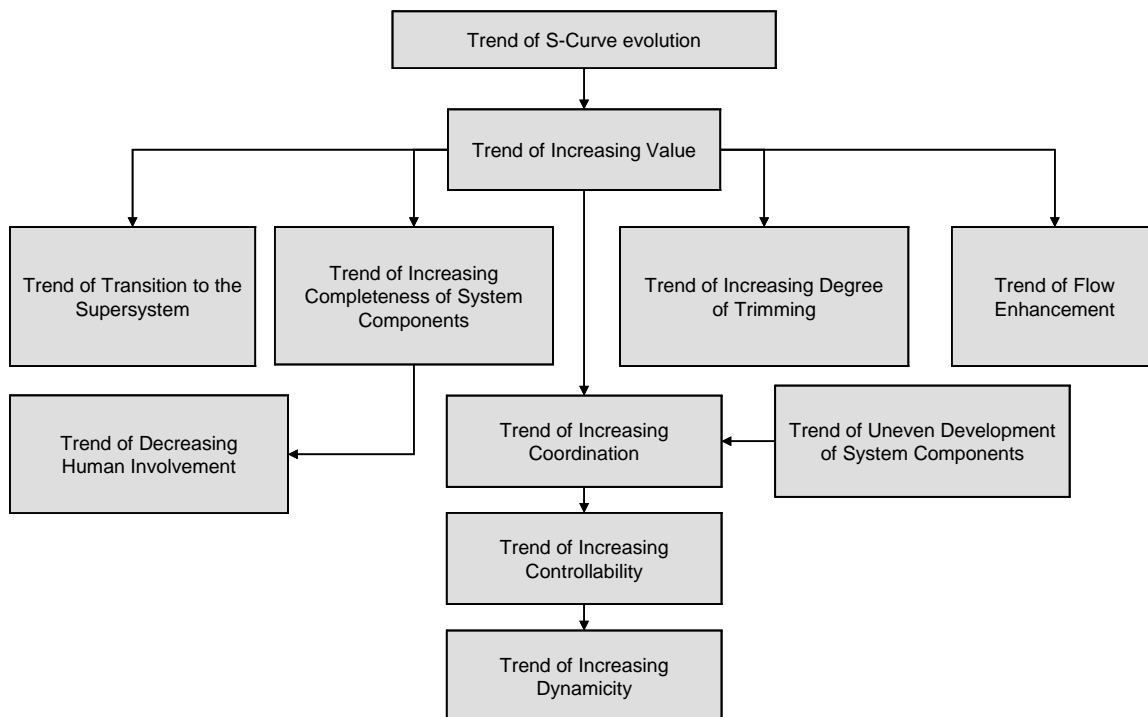 Trend of S-Curve evolution
Trend of Increasing Value
Trend of Transition to the
Supersystem
Trend of Increasing
Completeness of System
Components
Trend of Increasing Degree
of Trimming
Trend of Flow
Enhancement
Trend of Decreasing
Human Involvement
Trend of Increasing
Coordination
Trend of Uneven Development
of System Components
Trend of Increasing
Controllability
Trend of Increasing
Dynamicity